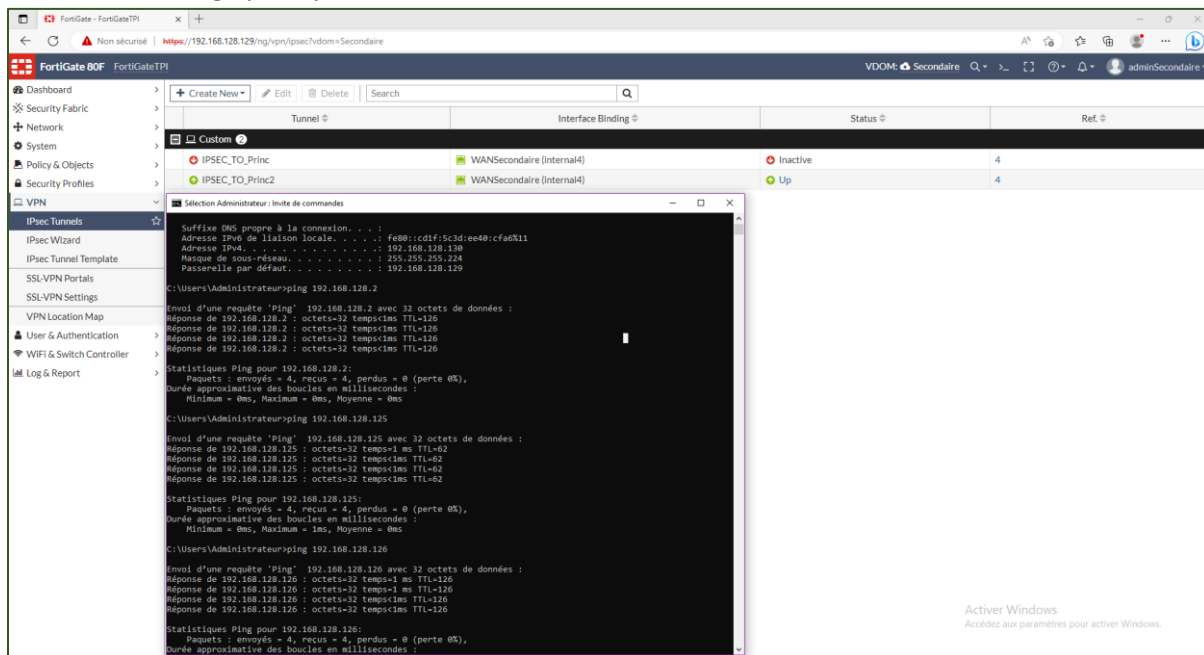 FortiGate - FortiGateTPI
Non sécurisé https://192.168.128.129/ng/vpn/ipsec?vdom=Secondaire
FortiGate 80F FortiGateTPI VDOM: Secondaire adminSecondaire
Dashboard
Security Fabric
Network
System
Policy & Objects
Security Profiles
VPN
IPsec Tunnels
IPsec Wizard
IPsec Tunnel Template
SSL-VPN Portals
SSL-VPN Settings
VPN Location Map
User & Authentication
WiFi & Switch Controller
Log & Report
Create New Edit Delete Search
Tunnel Interface Binding Status Ref.
Custom 2
IPSEC_TO_Princ WANSecondaire (internal4) Inactive 4
IPSEC_TO_Princ2 WANSecondaire (internal4) Up 4
Sélection Administrateur : Invite de commandes
Suffixe DNS propre à la connexion. . . :
Adresse IPv6 de liaison locale. . . . .: fe80::cd1f:5c3d:ee40:cfa6%11
Adresse IPv4. . . . . . . . . . . . . .: 192.168.128.130
Masque de sous-réseau. . . . . . . . . : 255.255.255.224
Passerelle par défaut. . . . . . . . . : 192.168.128.129
C:\Users\Administrateur>ping 192.168.128.2
Envoi d'une requête 'Ping'  192.168.128.2 avec 32 octets de données :
Réponse de 192.168.128.2 : octets=32 temps<1ms TTL=126
Réponse de 192.168.128.2 : octets=32 temps<1ms TTL=126
Réponse de 192.168.128.2 : octets=32 temps<1ms TTL=126
Réponse de 192.168.128.2 : octets=32 temps<1ms TTL=126
Statistiques Ping pour 192.168.128.2:
Paquets : envoyés = 4, reçus = 4, perdus = 0 (perte 0%),
Durée approximative des boucles en millisecondes :
Minimum = 0ms, Maximum = 0ms, Moyenne = 0ms
C:\Users\Administrateur>ping 192.168.128.125
Envoi d'une requête 'Ping'  192.168.128.125 avec 32 octets de données :
Réponse de 192.168.128.125 : octets=32 temps=1 ms TTL=62
Réponse de 192.168.128.125 : octets=32 temps<1ms TTL=62
Réponse de 192.168.128.125 : octets=32 temps<1ms TTL=62
Réponse de 192.168.128.125 : octets=32 temps<1ms TTL=62
Statistiques Ping pour 192.168.128.125:
Paquets : envoyés = 4, reçus = 4, perdus = 0 (perte 0%),
Durée approximative des boucles en millisecondes :
Minimum = 0ms, Maximum = 1ms, Moyenne = 0ms
C:\Users\Administrateur>ping 192.168.128.126
Envoi d'une requête 'Ping'  192.168.128.126 avec 32 octets de données :
Réponse de 192.168.128.126 : octets=32 temps=1 ms TTL=126
Réponse de 192.168.128.126 : octets=32 temps=1 ms TTL=126
Réponse de 192.168.128.126 : octets=32 temps<1ms TTL=126
Réponse de 192.168.128.126 : octets=32 temps<1ms TTL=126
Statistiques Ping pour 192.168.128.126:
Paquets : envoyés = 4, reçus = 4, perdus = 0 (perte 0%),
Durée approximative des boucles en millisecondes :
Activer Windows
Accédez aux paramètres pour activer Windows.